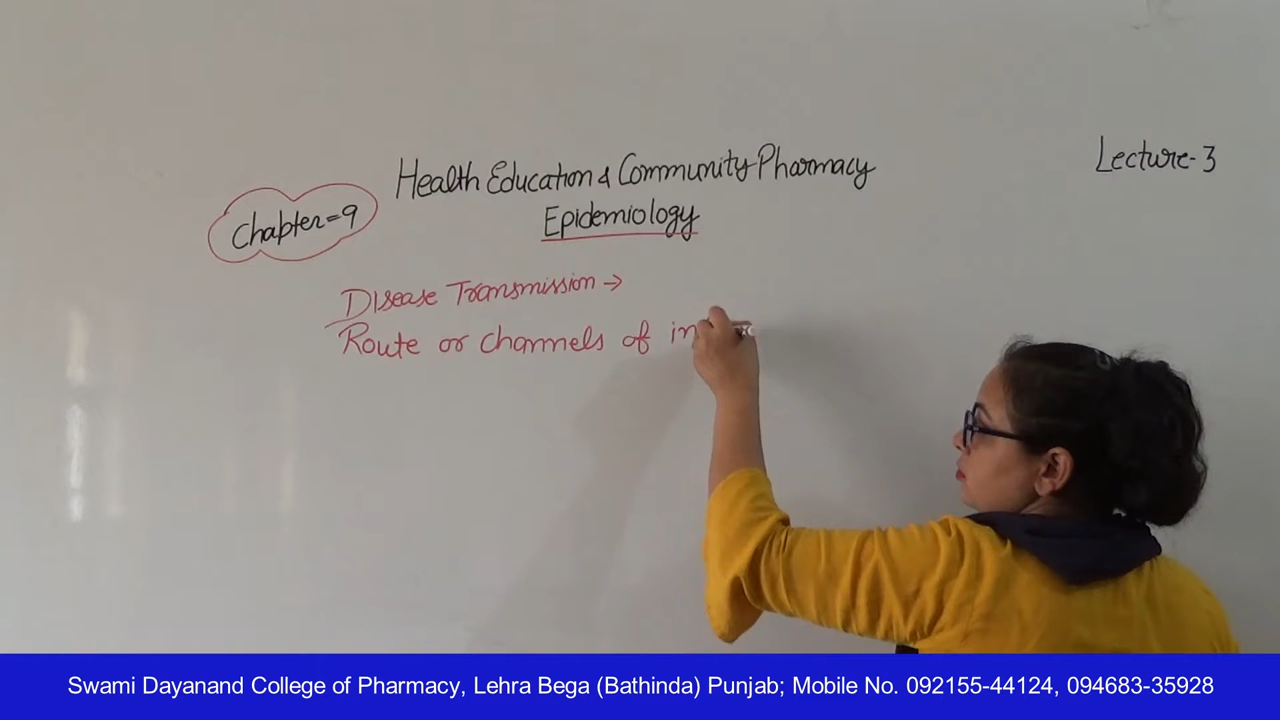 Health Education & Community Pharmacy
Lecture-3
Chapter=9
Epidemiology
Disease Transmission →
Route or channels of
Swami Dayanand College of Pharmacy, Lehra Bega (Bathinda) Punjab; Mobile No. 092155-44124, 094683-35928